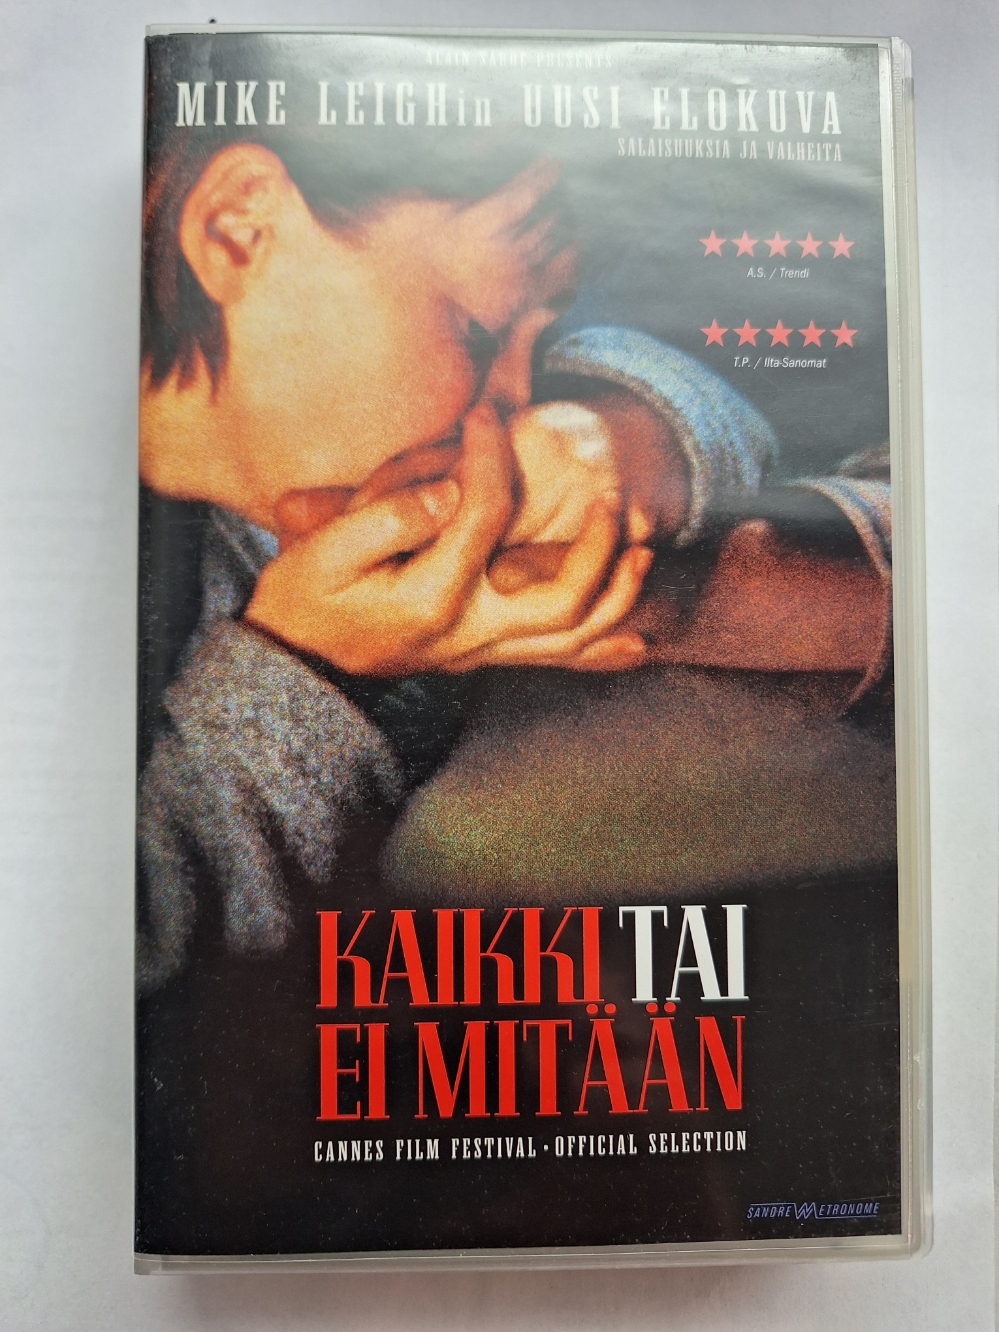 ALAIN SARDE PRESENTS
MIKE LEIGHin UUSI ELOKUVA
SALAISUUKSIA JA VALHEITA
A.S. / Trendi
T.P. / Ilta-Sanomat
KAIKKI TAI
EI MITÄÄN
CANNES FILM FESTIVAL • OFFICIAL SELECTION
SANDREW METRONOME